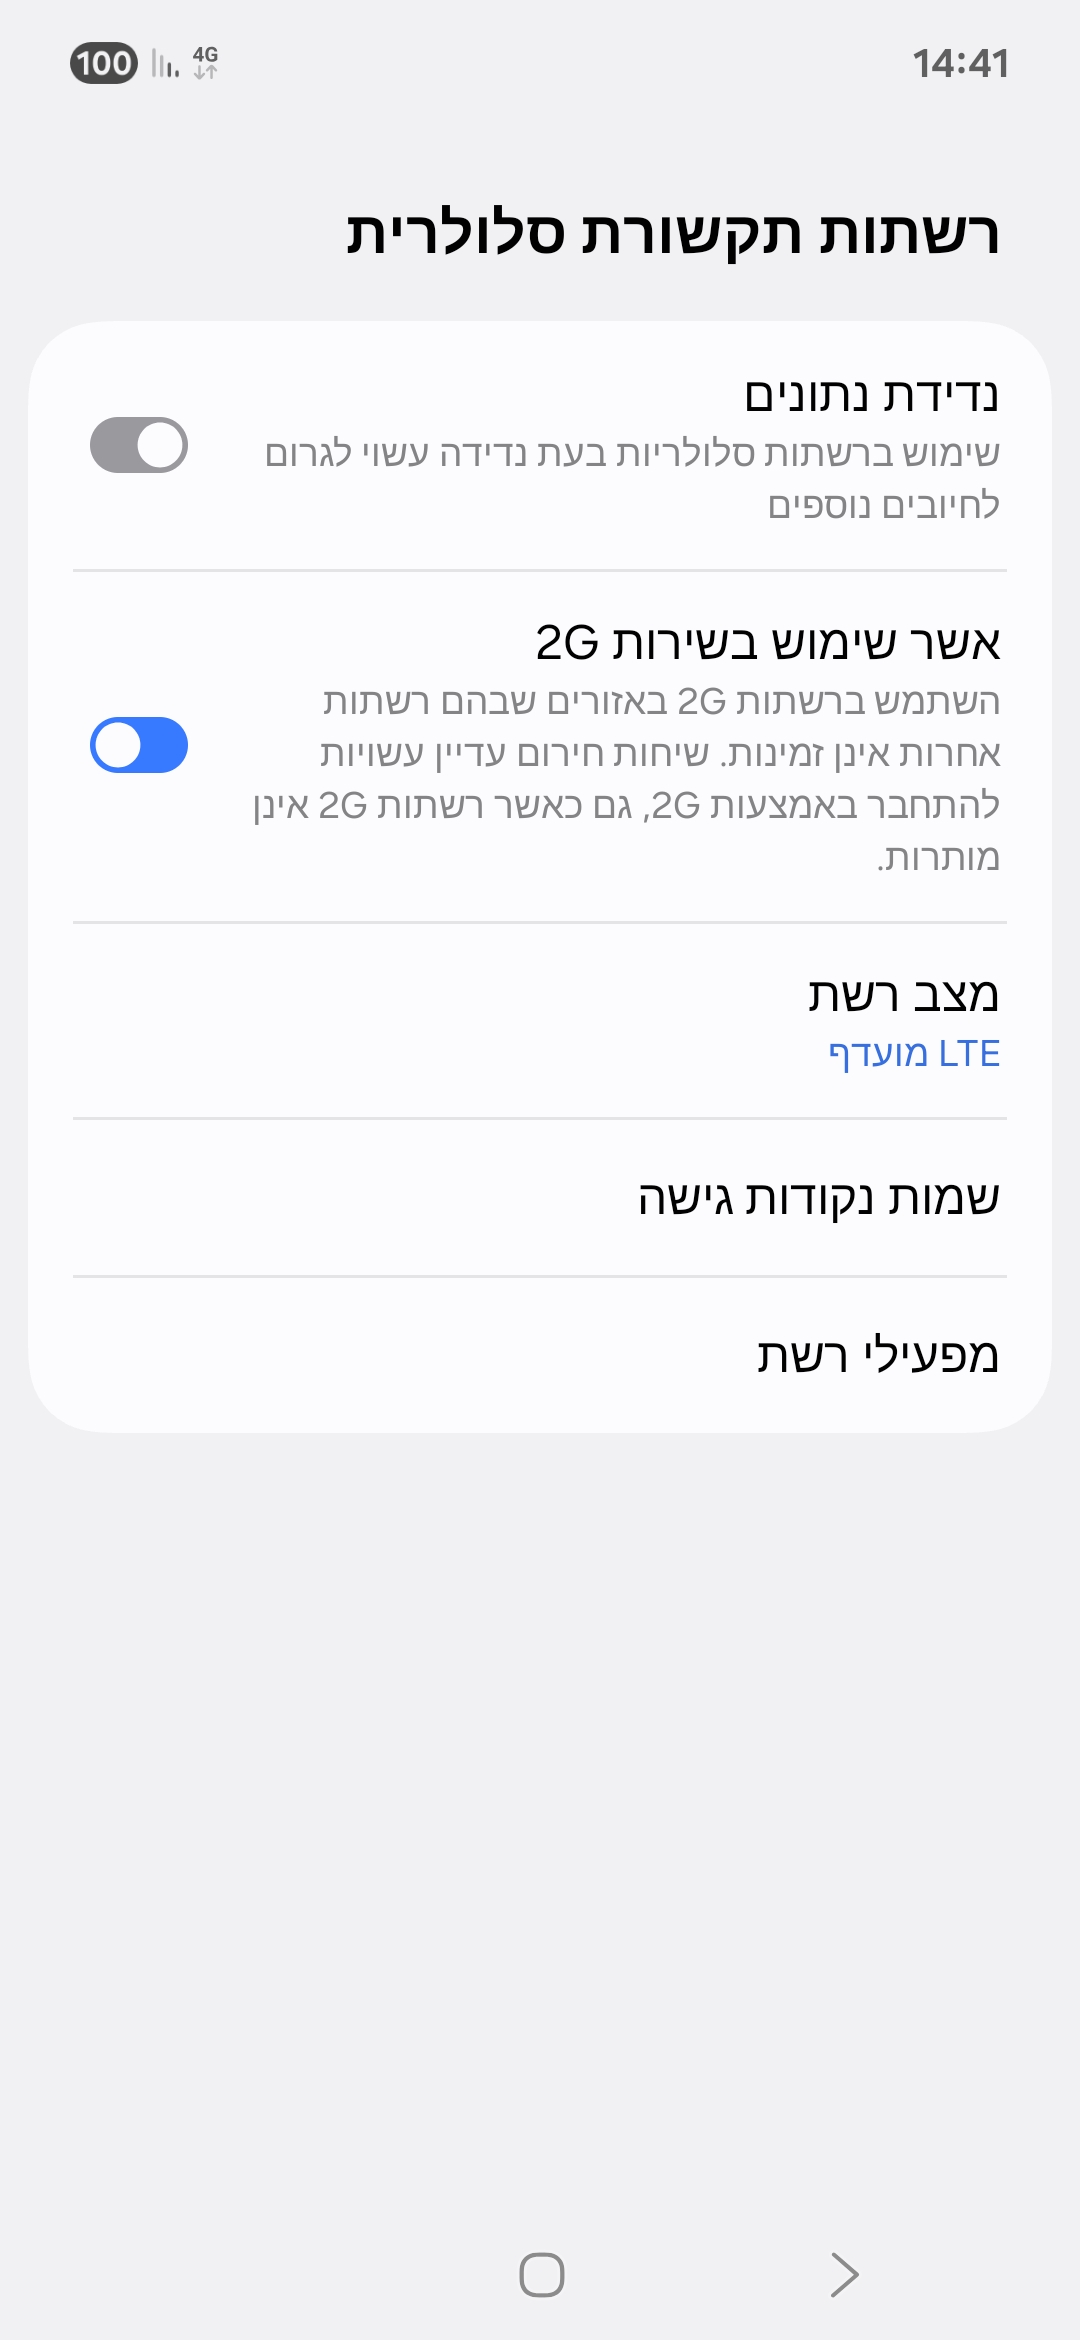 14:41
4G
100
רשתות תקשורת סלולרית
נדידת נתונים
שימוש ברשתות סלולריות בעת נדידה עשוי לגרום
לחיובים נוספים
אשר שימוש בשירות 2G
השתמש ברשתות 2G באזורים שבהם רשתות
אחרות אינן זמינות. שיחות חירום עדיין עשויות
להתחבר באמצעות 2G, גם כאשר רשתות 2G אינן
מותרות.
מצב רשת
LTE מועדף
שמות נקודות גישה
מפעילי רשת